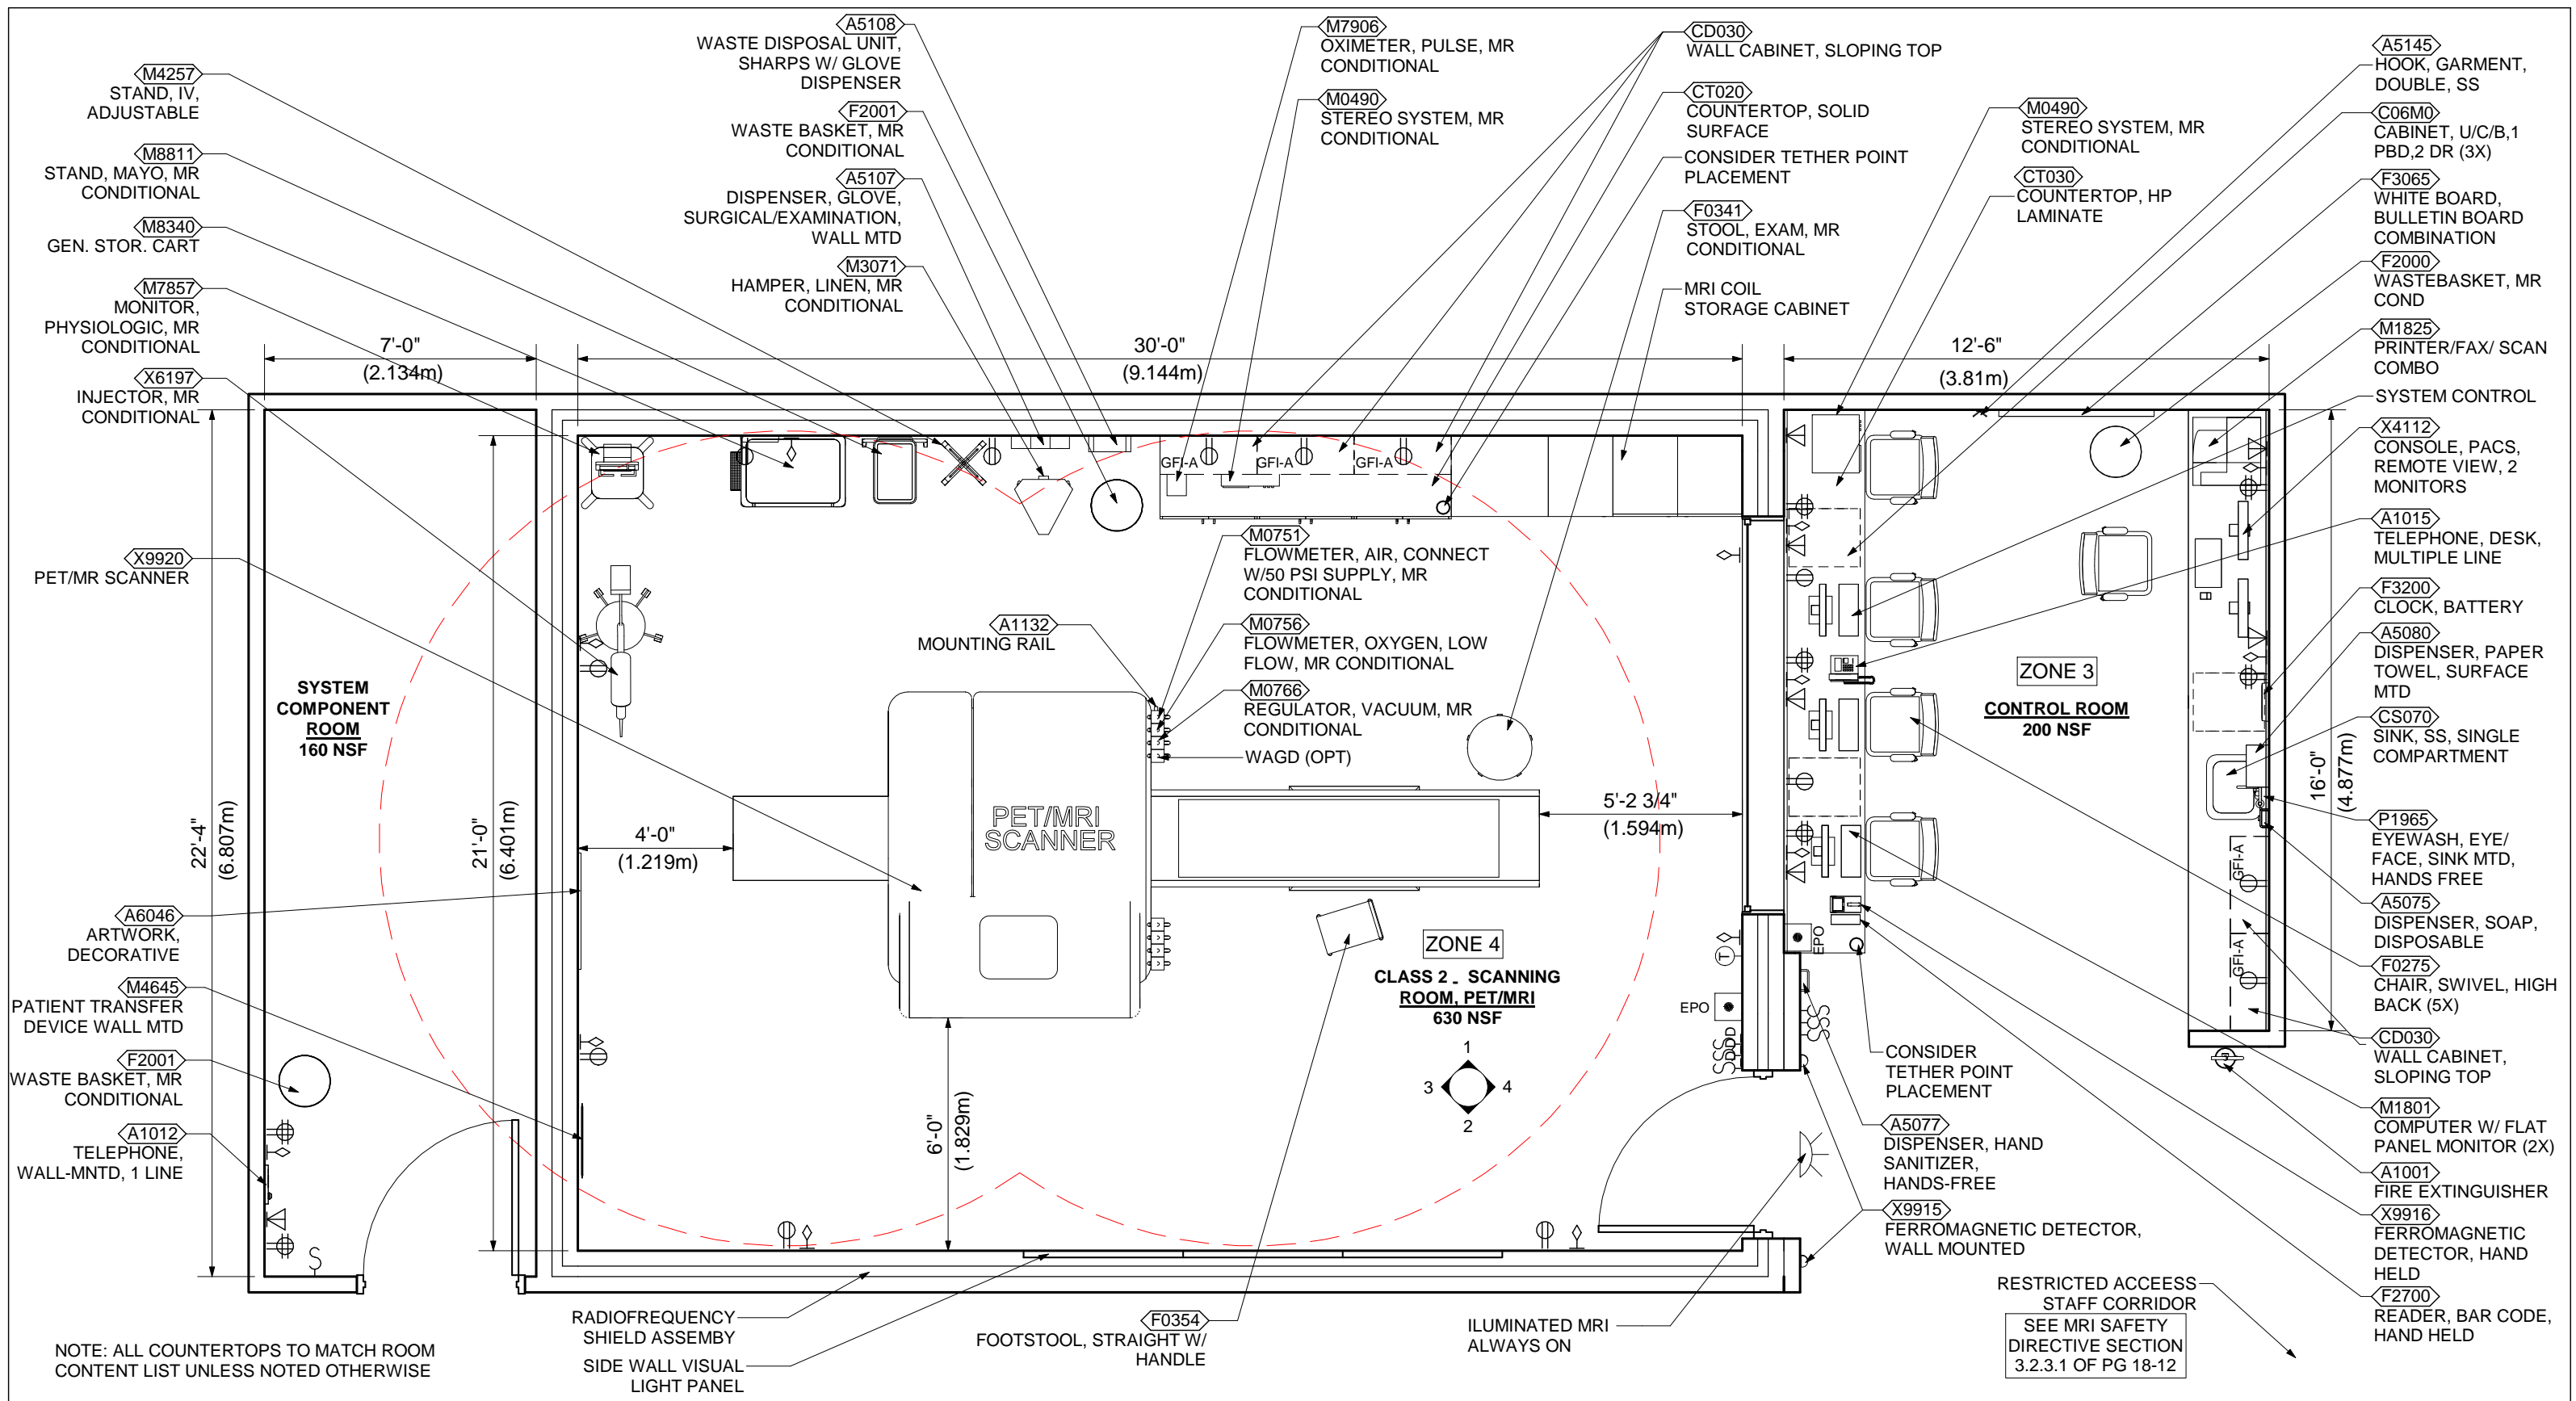 M4257
STAND, IV,
ADJUSTABLE
M8811
STAND, MAYO, MR
CONDITIONAL
M8340
GEN. STOR. CART
M7857
MONITOR,
PHYSIOLOGIC, MR
CONDITIONAL
X6197
INJECTOR, MR
CONDITIONAL
X9920
PET/MR SCANNER
A6046
ARTWORK,
DECORATIVE
M4645
PATIENT TRANSFER
DEVICE WALL MTD
F2001
WASTE BASKET, MR
CONDITIONAL
A1012
TELEPHONE,
WALL-MNTD, 1 LINE
A5108
WASTE DISPOSAL UNIT,
SHARPS W/ GLOVE
DISPENSER
F2001
WASTE BASKET, MR
CONDITIONAL
A5107
DISPENSER, GLOVE,
SURGICAL/EXAMINATION,
WALL MTD
M3071
HAMPER, LINEN, MR
CONDITIONAL
M7906
OXIMETER, PULSE, MR
CONDITIONAL
M0490
STEREO SYSTEM, MR
CONDITIONAL
CD030
WALL CABINET, SLOPING TOP
CT020
COUNTERTOP, SOLID
SURFACE
CONSIDER TETHER POINT
PLACEMENT
F0341
STOOL, EXAM, MR
CONDITIONAL
MRI COIL
STORAGE CABINET
M0490
STEREO SYSTEM, MR
CONDITIONAL
CT030
COUNTERTOP, HP
LAMINATE
A5145
HOOK, GARMENT,
DOUBLE, SS
C06M0
CABINET, U/C/B,1
PBD,2 DR (3X)
F3065
WHITE BOARD,
BULLETIN BOARD
COMBINATION
F2000
WASTEBASKET, MR
COND
M1825
PRINTER/FAX/ SCAN
COMBO
SYSTEM CONTROL
X4112
CONSOLE, PACS,
REMOTE VIEW, 2
MONITORS
A1015
TELEPHONE, DESK,
MULTIPLE LINE
F3200
CLOCK, BATTERY
A5080
DISPENSER, PAPER
TOWEL, SURFACE
MTD
CS070
SINK, SS, SINGLE
COMPARTMENT
P1965
EYEWASH, EYE/
FACE, SINK MTD,
HANDS FREE
A5075
DISPENSER, SOAP,
DISPOSABLE
F0275
CHAIR, SWIVEL, HIGH
BACK (5X)
CD030
WALL CABINET,
SLOPING TOP
M1801
COMPUTER W/ FLAT
PANEL MONITOR (2X)
A1001
FIRE EXTINGUISHER
X9916
FERROMAGNETIC
DETECTOR, HAND
HELD
F2700
READER, BAR CODE,
HAND HELD
7'-0"
(2.134m)
30'-0"
(9.144m)
12'-6"
(3.81m)
22'-4"
(6.807m)
21'-0"
(6.401m)
16'-0"
(4.877m)
SYSTEM
COMPONENT
ROOM
160 NSF
GFI-A
GFI-A
GFI-A
M0751
FLOWMETER, AIR, CONNECT
W/50 PSI SUPPLY, MR
CONDITIONAL
A1132
MOUNTING RAIL
M0756
FLOWMETER, OXYGEN, LOW
FLOW, MR CONDITIONAL
M0766
REGULATOR, VACUUM, MR
CONDITIONAL
WAGD (OPT)
PET/MRI
SCANNER
4'-0"
(1.219m)
5'-2 3/4"
(1.594m)
6'-0"
(1.829m)
ZONE 4
CLASS 2 - SCANNING
ROOM, PET/MRI
630 NSF
1
3
4
2
T
EPO
EPO
S
S
S
D
D
D
ZONE 3
CONTROL ROOM
200 NSF
GFI-A
GFI-A
CONSIDER
TETHER POINT
PLACEMENT
A5077
DISPENSER, HAND
SANITIZER,
HANDS-FREE
X9915
FERROMAGNETIC DETECTOR,
WALL MOUNTED
S
RADIOFREQUENCY
SHIELD ASSEMBY
SIDE WALL VISUAL
LIGHT PANEL
F0354
FOOTSTOOL, STRAIGHT W/
HANDLE
ILUMINATED MRI
ALWAYS ON
RESTRICTED ACCEESS
STAFF CORRIDOR
SEE MRI SAFETY
DIRECTIVE SECTION
3.2.3.1 OF PG 18-12
NOTE: ALL COUNTERTOPS TO MATCH ROOM
CONTENT LIST UNLESS NOTED OTHERWISE